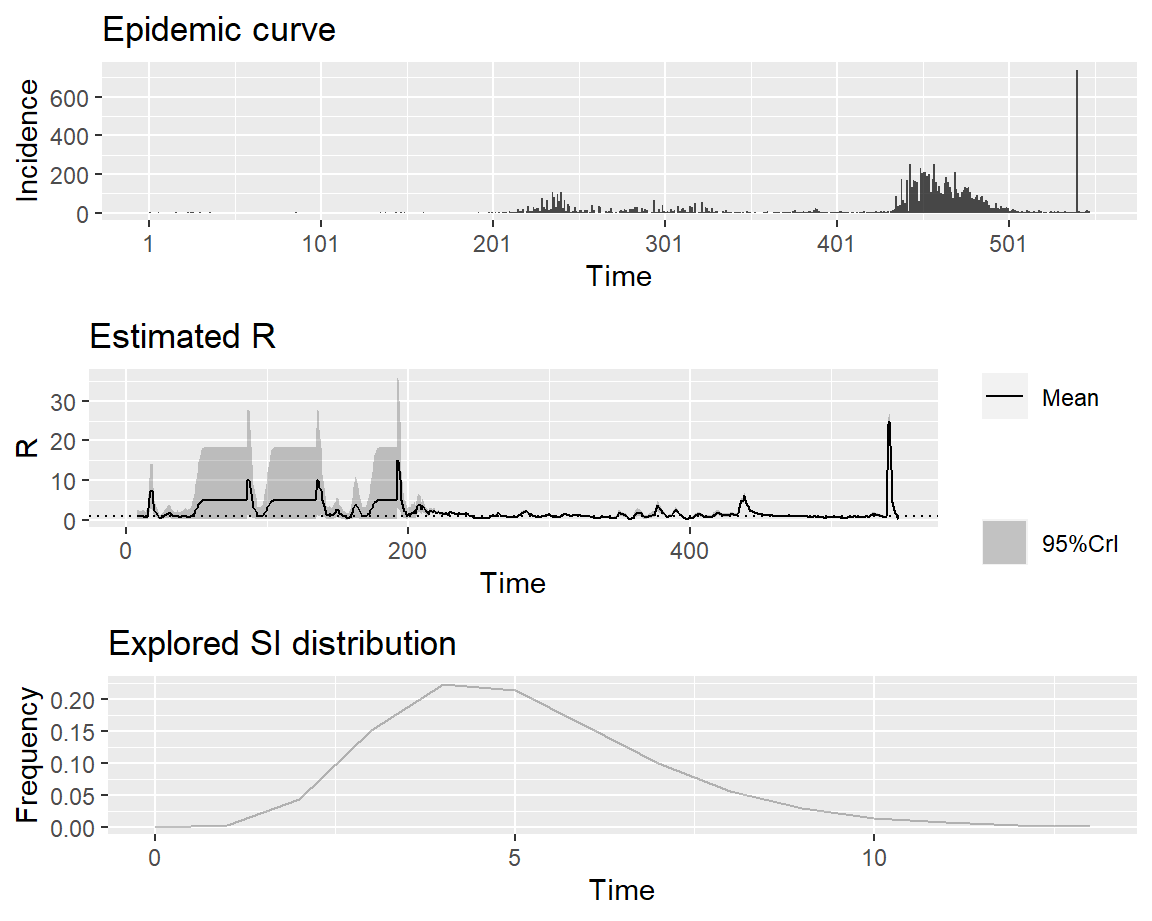 Epidemic curve
Incidence
600
400
200
0
1 101 201 301 401 501
Time
Estimated R
R
30
20
10
0
0 200 400
Time
Mean
95%CrI
Explored SI distribution
Frequency
0.20
0.15
0.10
0.05
0.00
0 5 10
Time